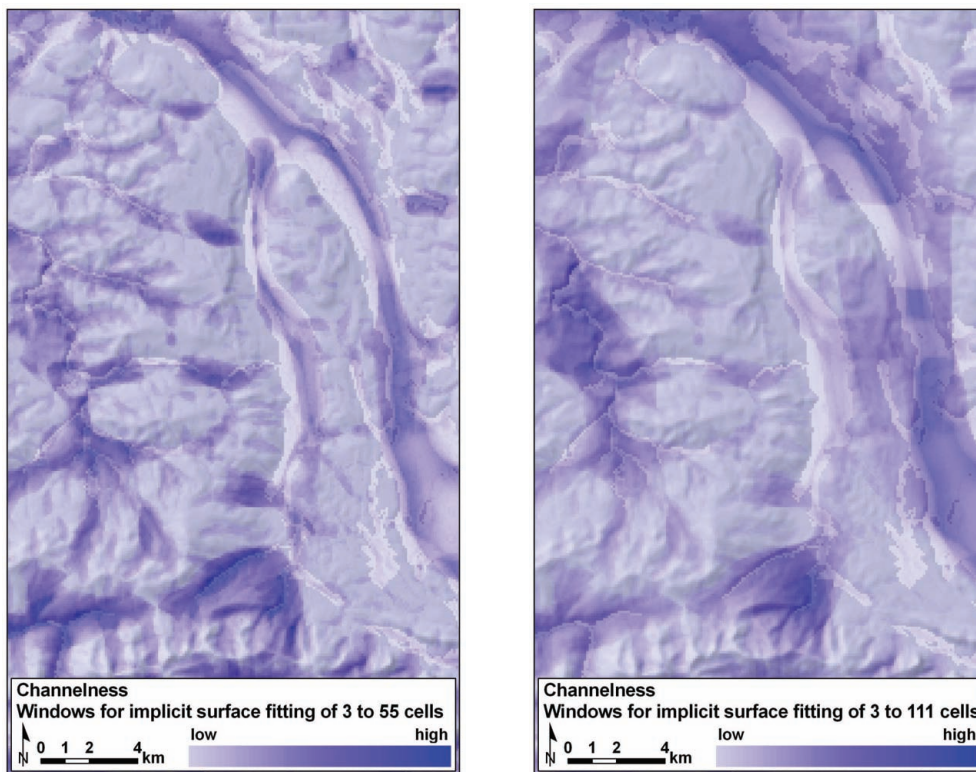 Channelness
Windows for implicit surface fitting of 3 to 55 cells
low high
N 0 1 2 4 km
Channelness
Windows for implicit surface fitting of 3 to 111 cells
low high
N 0 1 2 4 km